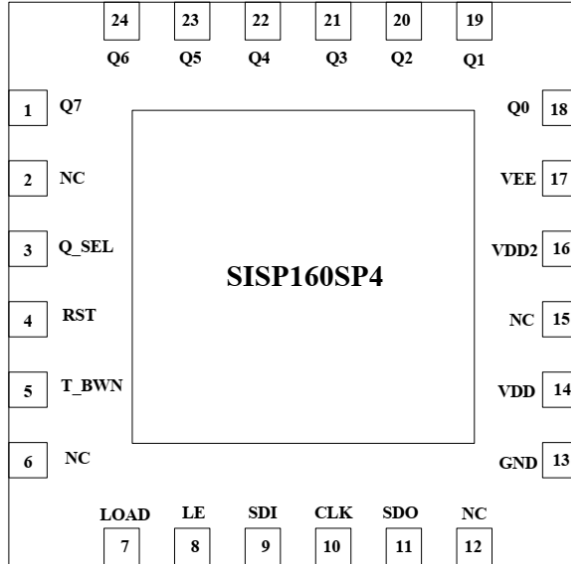 24 23 22 21 20 19
Q6 Q5 Q4 Q3 Q2 Q1
1 Q7 Q0 18
2 NC VEE 17
3 Q_SEL VDD2 16
SISP160SP4
4 RST NC 15
5 T_BWN VDD 14
6 NC GND 13
LOAD LE SDI CLK SDO NC
7 8 9 10 11 12